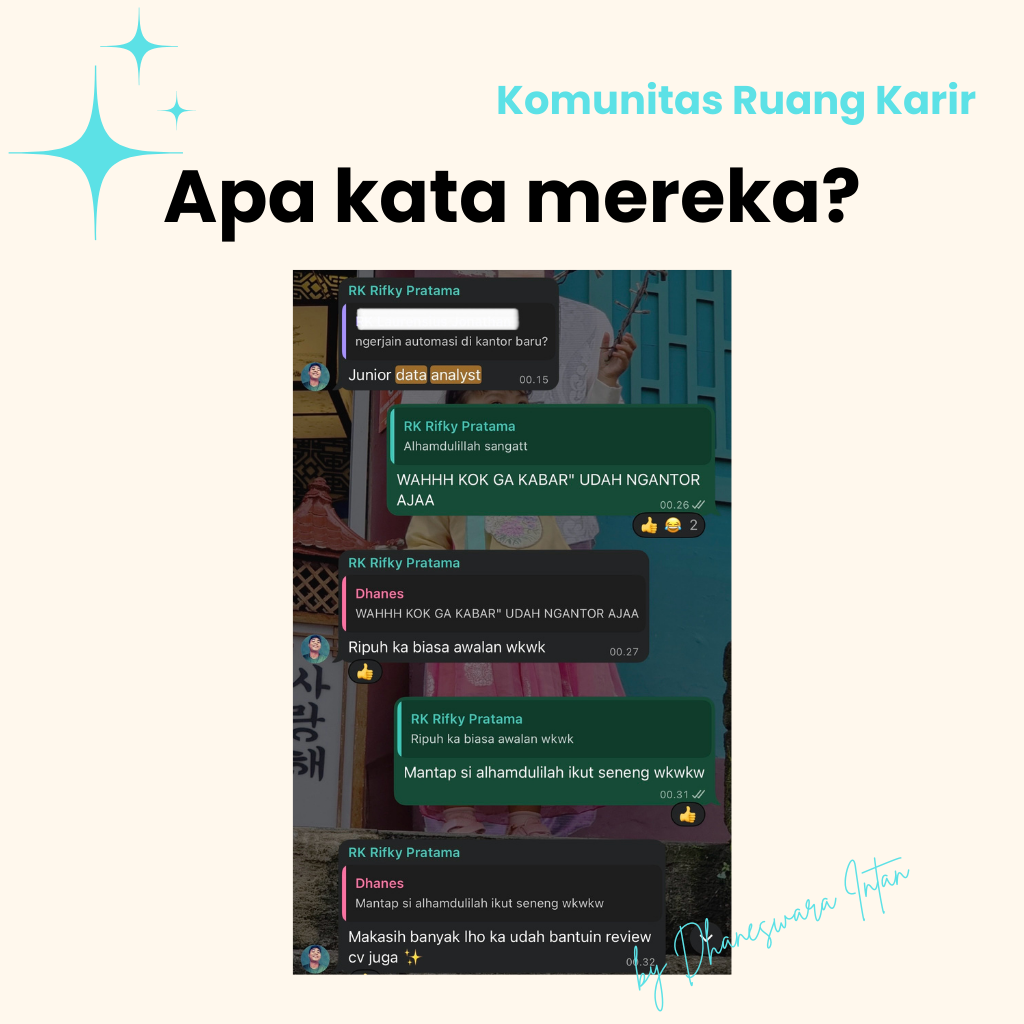 Komunitas Ruang Karir
Apa kata mereka?
RK Rifky Pratama
ngerjain automasi di kantor baru?
Junior data analyst
00.15
RK Rifky Pratama
Alhamdulillah sangatt
WAHHH KOK GA KABAR" UDAH NGANTOR
AJAA
00.26
2
RK Rifky Pratama
Dhanes
WAHHH KOK GA KABAR" UDAH NGANTOR AJAA
Ripuh ka biasa awalan wkwk
00.27
사랑해
RK Rifky Pratama
Ripuh ka biasa awalan wkwk
Mantap si alhamdulilah ikut seneng wkwkw
00.31
RK Rifky Pratama
Dhanes
Mantap si alhamdulilah ikut seneng wkwkw
Makasih banyak lho ka udah bantuin review
cv juga ✨
00.32
by Dhaneswara Intan